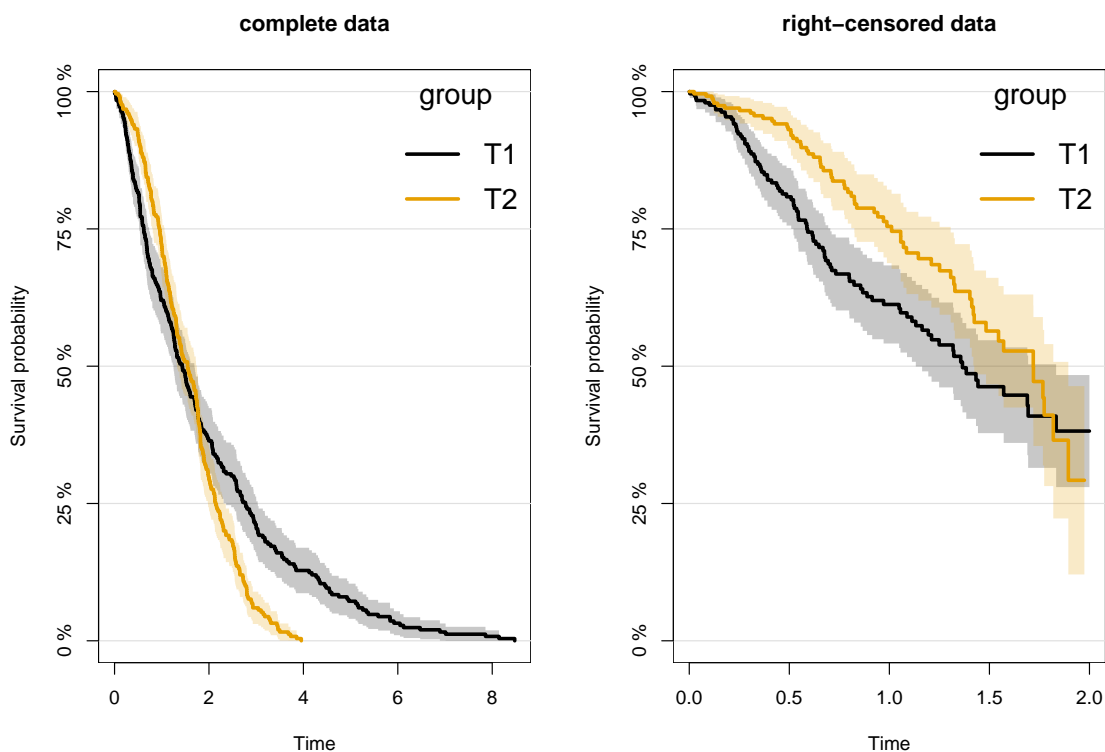 complete data
Survival probability
100 %
75 %
50 %
25 %
0 %
group
T1
T2
0
2
4
6
8
Time
right−censored data
Survival probability
100 %
75 %
50 %
25 %
0 %
group
T1
T2
0.0
0.5
1.0
1.5
2.0
Time